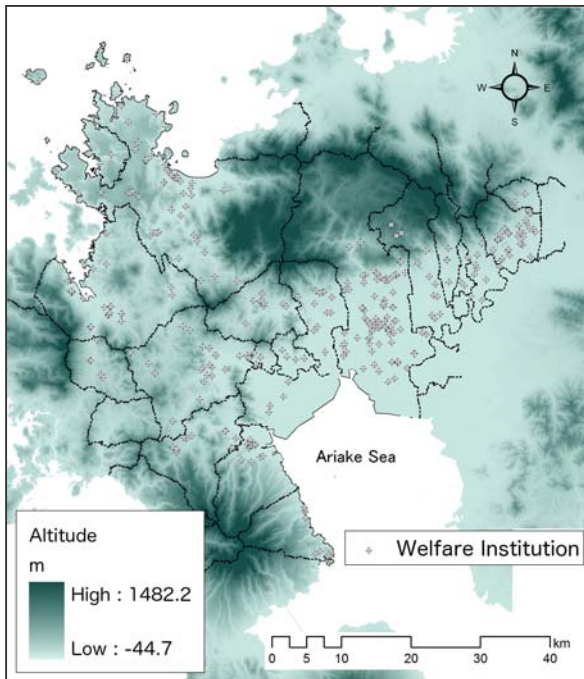 N
W E
S
Ariake Sea
Altitude
m
High : 1482.2
Low : -44.7
Welfare Institution
0 5 10 20 30 40
km